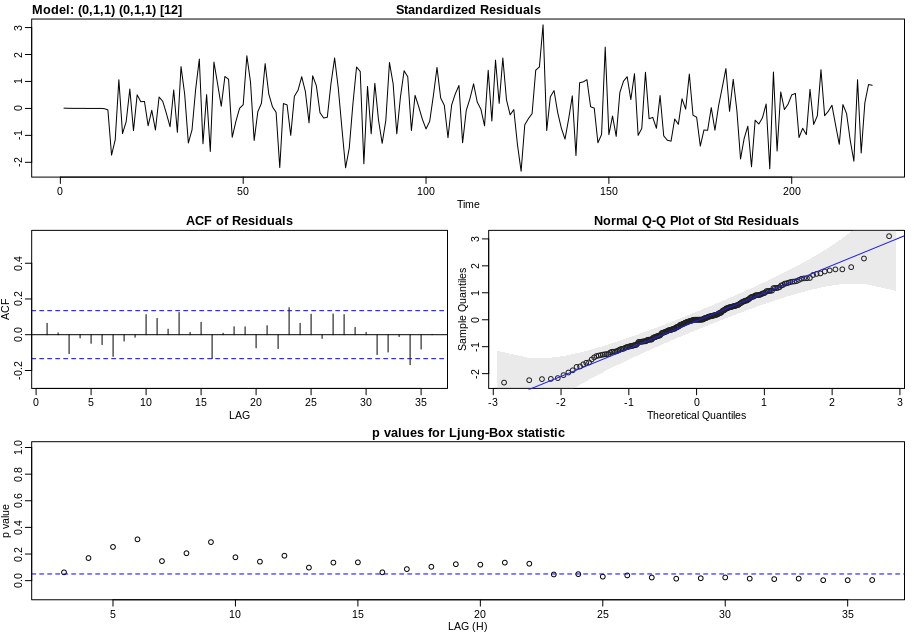 Model: (0,1,1) (0,1,1) [12] Standardized Residuals
3
2
1
0
-1
-2
0 50 100 150 200
Time
ACF of Residuals
ACF
0.4
0.2
0.0
-0.2
0 5 10 15 20 25 30 35
LAG
Normal Q-Q Plot of Std Residuals
Sample Quantiles
3
2
1
0
-1
-2
-3 -2 -1 0 1 2 3
Theoretical Quantiles
p values for Ljung-Box statistic
p value
1.0
0.8
0.6
0.4
0.2
0.0
5 10 15 20 25 30 35
LAG (H)